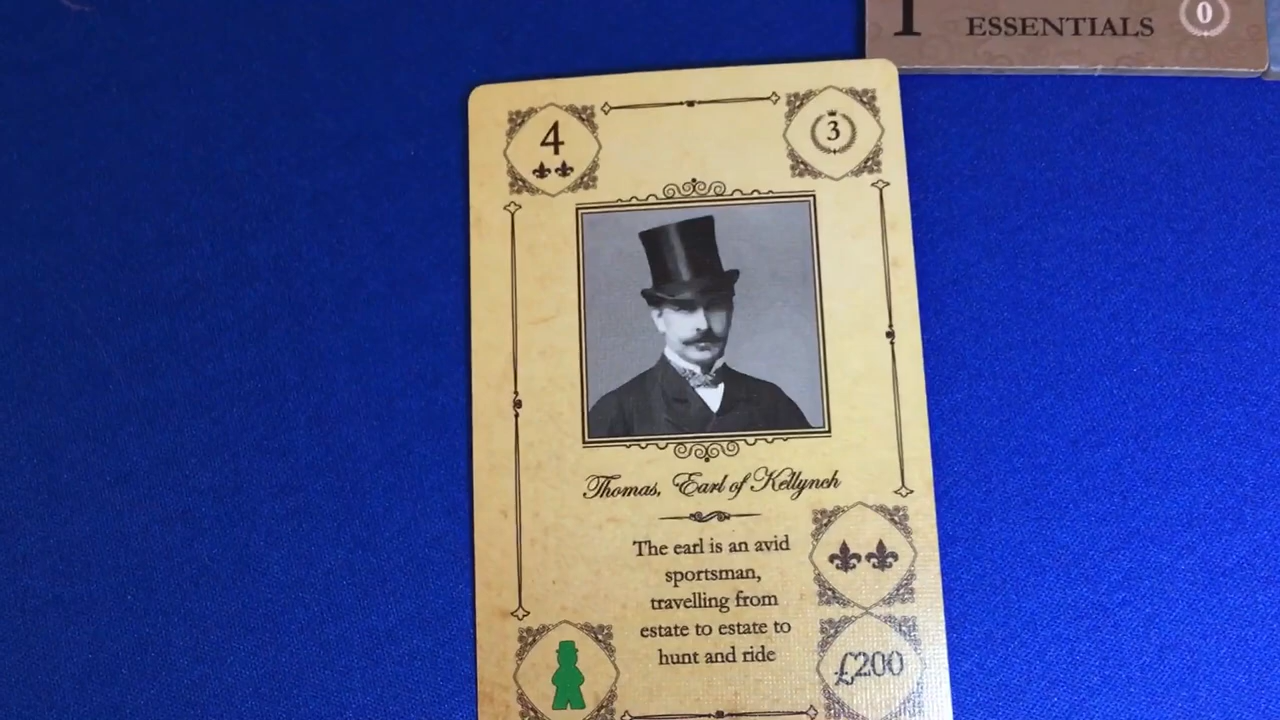 1 ESSENTIALS 0
4
3
Thomas, Earl of Kellynch
The earl is an avid
sportsman,
travelling from
estate to estate to
hunt and ride
£200